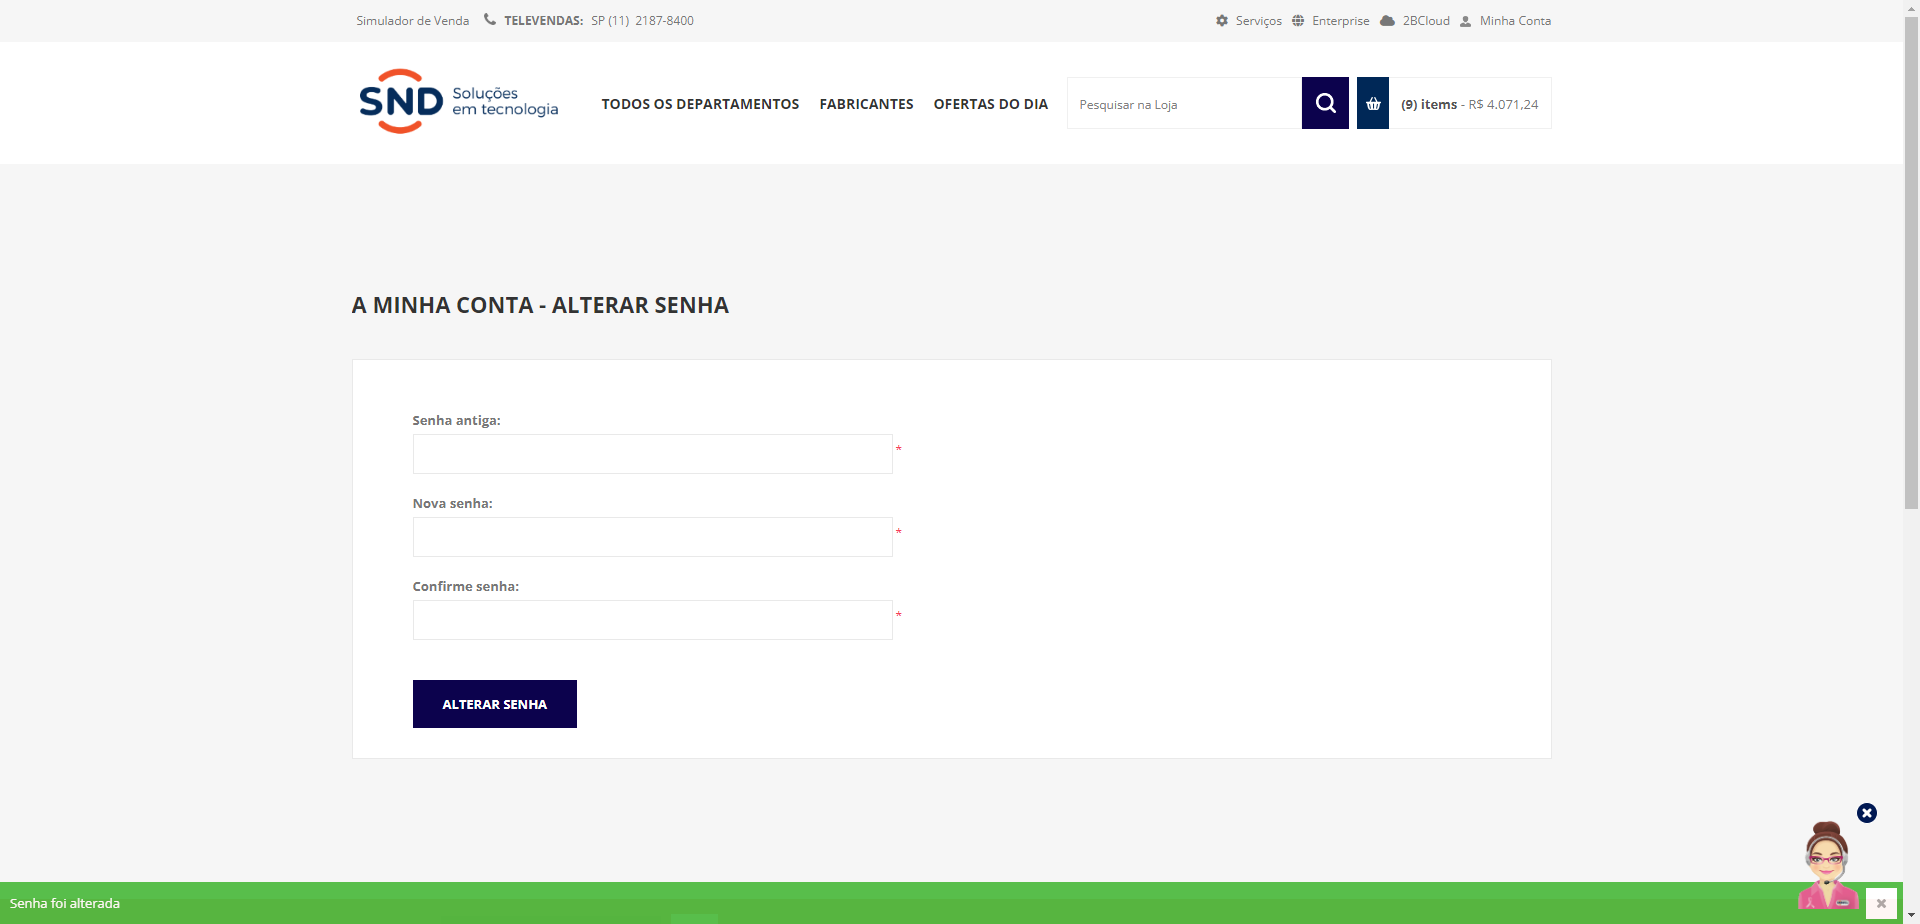 Simulador de Venda TELEVENDAS: SP (11) 2187-8400 Serviços Enterprise 2BCloud Minha Conta
SND Soluções em tecnologia
TODOS OS DEPARTAMENTOS FABRICANTES OFERTAS DO DIA Pesquisar na Loja (9) items - R$ 4.071,24
A MINHA CONTA - ALTERAR SENHA
Senha antiga:
*
Nova senha:
*
Confirme senha:
*
ALTERAR SENHA
Senha foi alterada